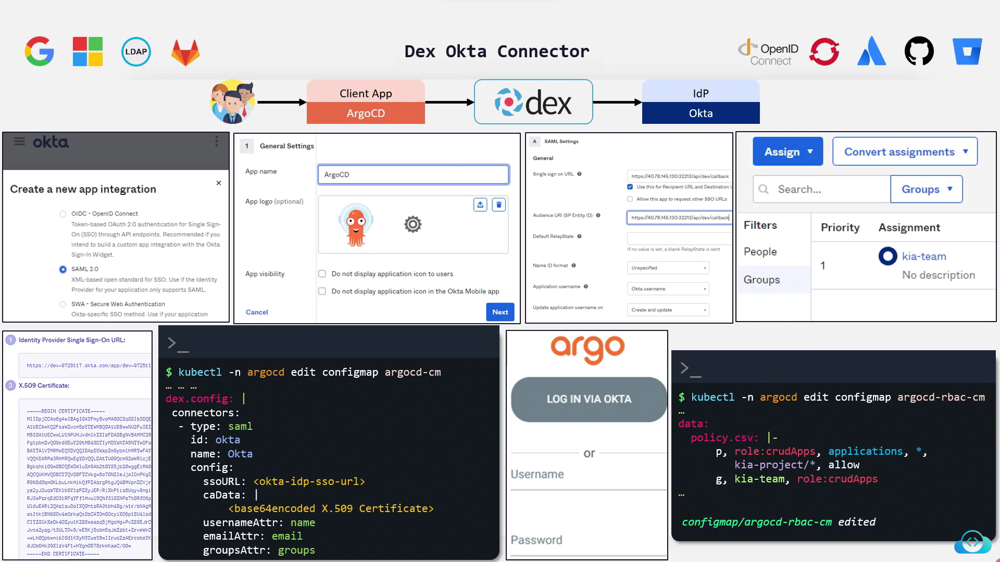 LDAP
Dex Okta Connector
OpenID
Connect
Client App
ArgoCD
dex
IdP
Okta
okta
Create a new app integration
OIDC - OpenID Connect
Token-based OAuth 2.0 authentication for Single Sign-
On (SSO) through API endpoints. Recommended if you
intend to build a custom app integration with the Okta
Sign-In Widget.
SAML 2.0
XML-based open standard for SSO. Use if the Identity
Provider for your application only supports SAML.
SWA - Secure Web Authentication
Okta-specific SSO method. Use if your application
1 General Settings
App name
ArgoCD
App logo (optional)
App visibility
Do not display application icon to users
Do not display application icon in the Okta Mobile app
Cancel
Next
A SAML Settings
General
Single sign on URL
https://40.78.145.130:32213/api/dex/callback
Use this for Recipient URL and Destination U
Allow this app to request other SSO URLs
Audience URI (SP Entity ID)
https://40.78.145.130:32213/api/dex/callback
Default RelayState
If no value is set, a blank RelayState is sent
Name ID format
Unspecified
Application username
Okta username
Update application username on
Create and update
Assign
Convert assignments
Search...
Groups
Filters
Priority
Assignment
People
Groups
1
kia-team
No description
1 Identity Provider Single Sign-On URL:
https://dev-9725117.okta.com/app/dev-972511
3 X.509 Certificate:
-----BEGIN CERTIFICATE-----
-----END CERTIFICATE-----
>_
$ kubectl -n argocd edit configmap argocd-cm
… … …
dex.config: |
connectors:
- type: saml
id: okta
name: Okta
config:
ssoURL: <okta-idp-sso-url>
caData: |
<base64encoded X.509 Certificate>
usernameAttr: name
emailAttr: email
groupsAttr: groups
argo
LOG IN VIA OKTA
or
Username
Password
>_
$ kubectl -n argocd edit configmap argocd-rbac-cm
…
data:
policy.csv: |-
p, role:crudApps, applications, *,
kia-project/*, allow
g, kia-team, role:crudApps
…
configmap/argocd-rbac-cm edited